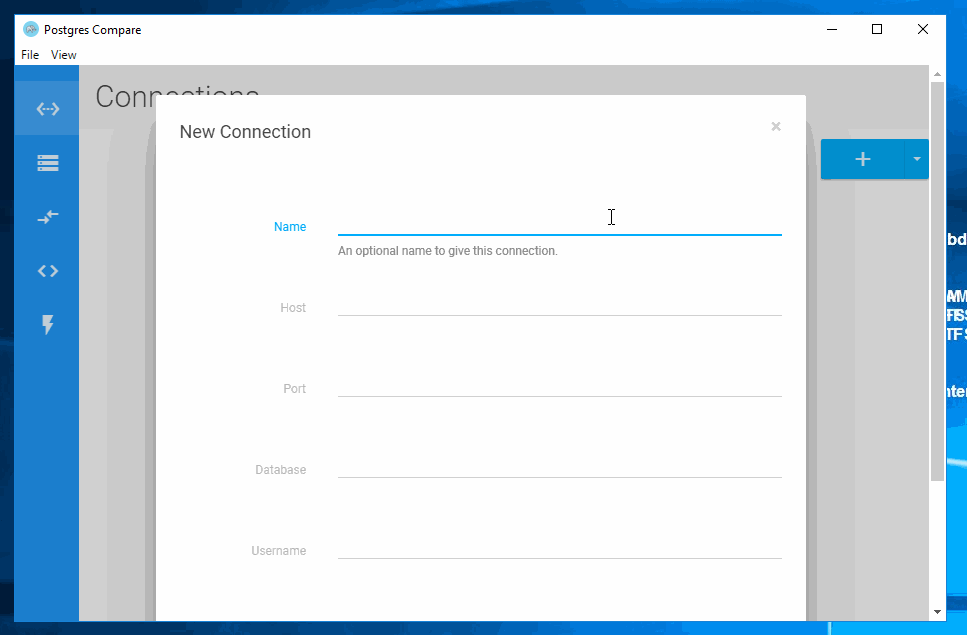 Postgres Compare
File View
Connections
New Connection
Name
An optional name to give this connection.
Host
Port
Database
Username